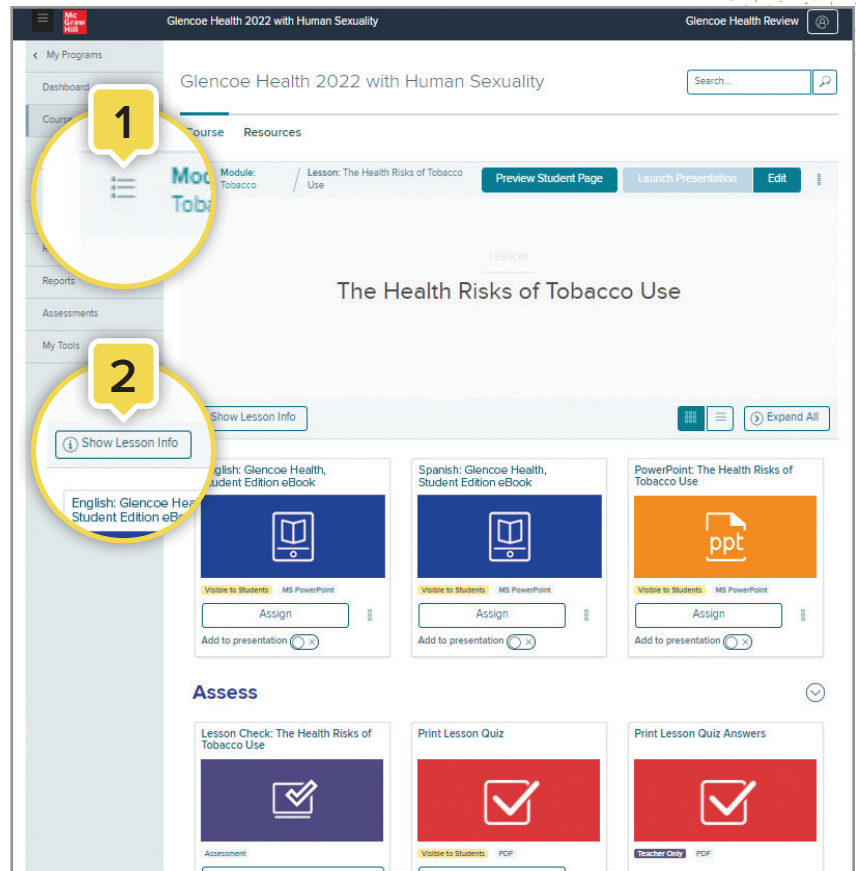 Mc
Graw
Hill
Glencoe Health 2022 with Human Sexuality
Glencoe Health Review
My Programs
Dashboard
Course
Reports
Assessments
My Tools
Glencoe Health 2022 with Human Sexuality
Search...
Course Resources
1
Mod
Toba
Module:
Tobacco
/
Lesson: The Health Risks of Tobacco
Use
Preview Student Page
Launch Presentation
Edit
LESSON
The Health Risks of Tobacco Use
2
Show Lesson Info
English: Glencoe Hea
Student Edition eBo
Show Lesson Info
Expand All
English: Glencoe Health,
Student Edition eBook
Visible to Students MS PowerPoint
Assign
Add to presentation
Spanish: Glencoe Health,
Student Edition eBook
Visible to Students MS PowerPoint
Assign
Add to presentation
PowerPoint: The Health Risks of
Tobacco Use
ppt
Visible to Students MS PowerPoint
Assign
Add to presentation
Assess
Lesson Check: The Health Risks of
Tobacco Use
Assessment
Print Lesson Quiz
Visible to Students PDF
Print Lesson Quiz Answers
Teacher Only PDF